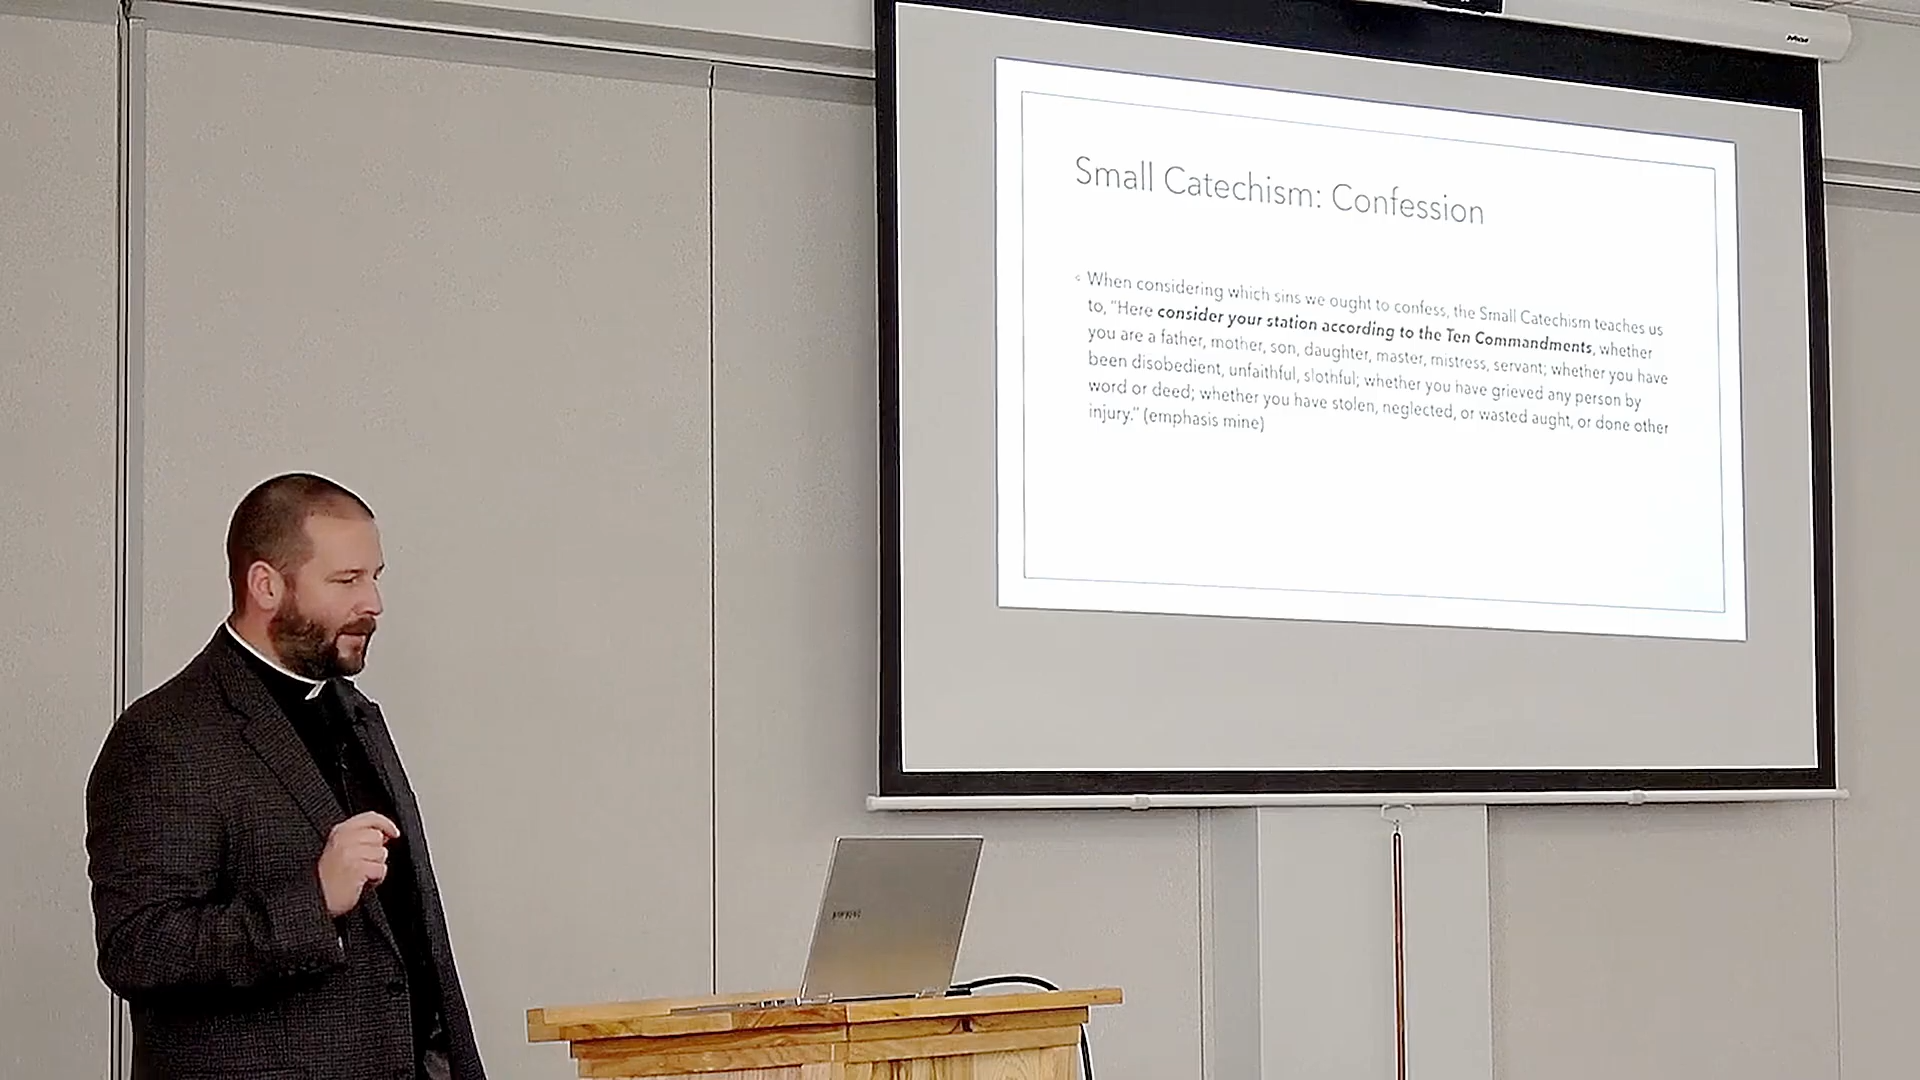 Small Catechism: Confession
When considering which sins we ought to confess, the Small Catechism teaches us
to, "Here consider your station according to the Ten Commandments, whether
you are a father, mother, son, daughter, master, mistress, servant; whether you have
been disobedient, unfaithful, slothful; whether you have grieved any person by
word or deed; whether you have stolen, neglected, or wasted aught, or done other
injury." (emphasis mine)